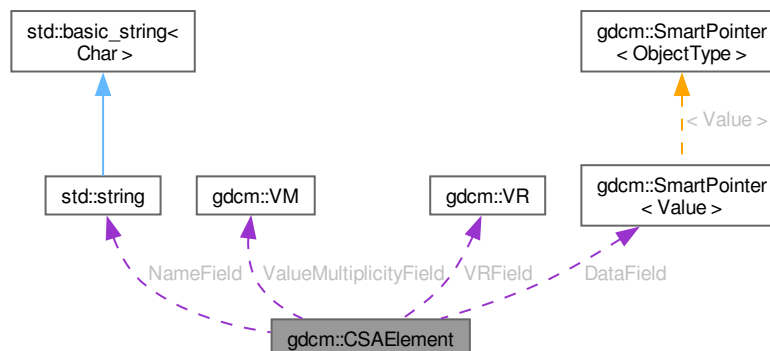 std::basic_string<
Char >
gdcm::SmartPointer
< ObjectType >
< Value >
std::string
gdcm::VM
gdcm::VR
gdcm::SmartPointer
< Value >
NameField
ValueMultiplicityField
VRField
DataField
gdcm::CSAElement